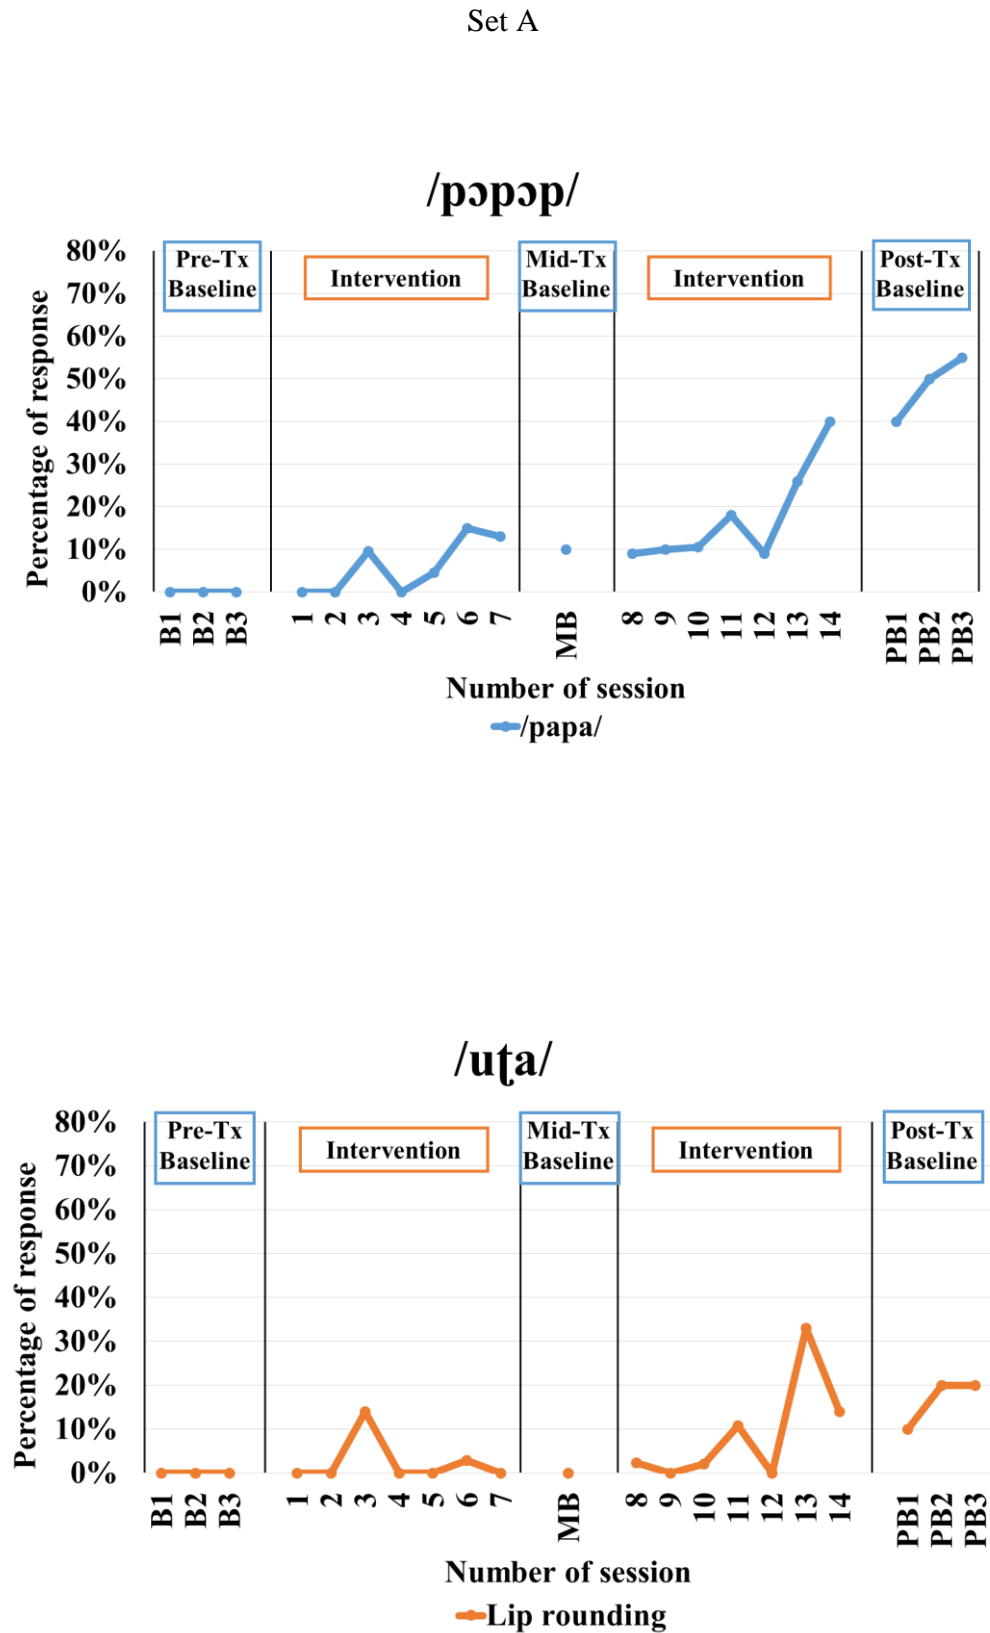 Set A
/pɔpɔp/
80%
70%
60%
50%
40%
30%
20%
10%
0%
Percentage of response
Pre-Tx
Baseline
Intervention
Mid-Tx
Baseline
Intervention
Post-Tx
Baseline
B1 B2 B3 1 2 3 4 5 6 7 MB 8 9 10 11 12 13 14 PB1 PB2 PB3
Number of session
/papa/
/uʈa/
80%
70%
60%
50%
40%
30%
20%
10%
0%
Percentage of response
Pre-Tx
Baseline
Intervention
Mid-Tx
Baseline
Intervention
Post-Tx
Baseline
B1 B2 B3 1 2 3 4 5 6 7 MB 8 9 10 11 12 13 14 PB1 PB2 PB3
Number of session
Lip rounding